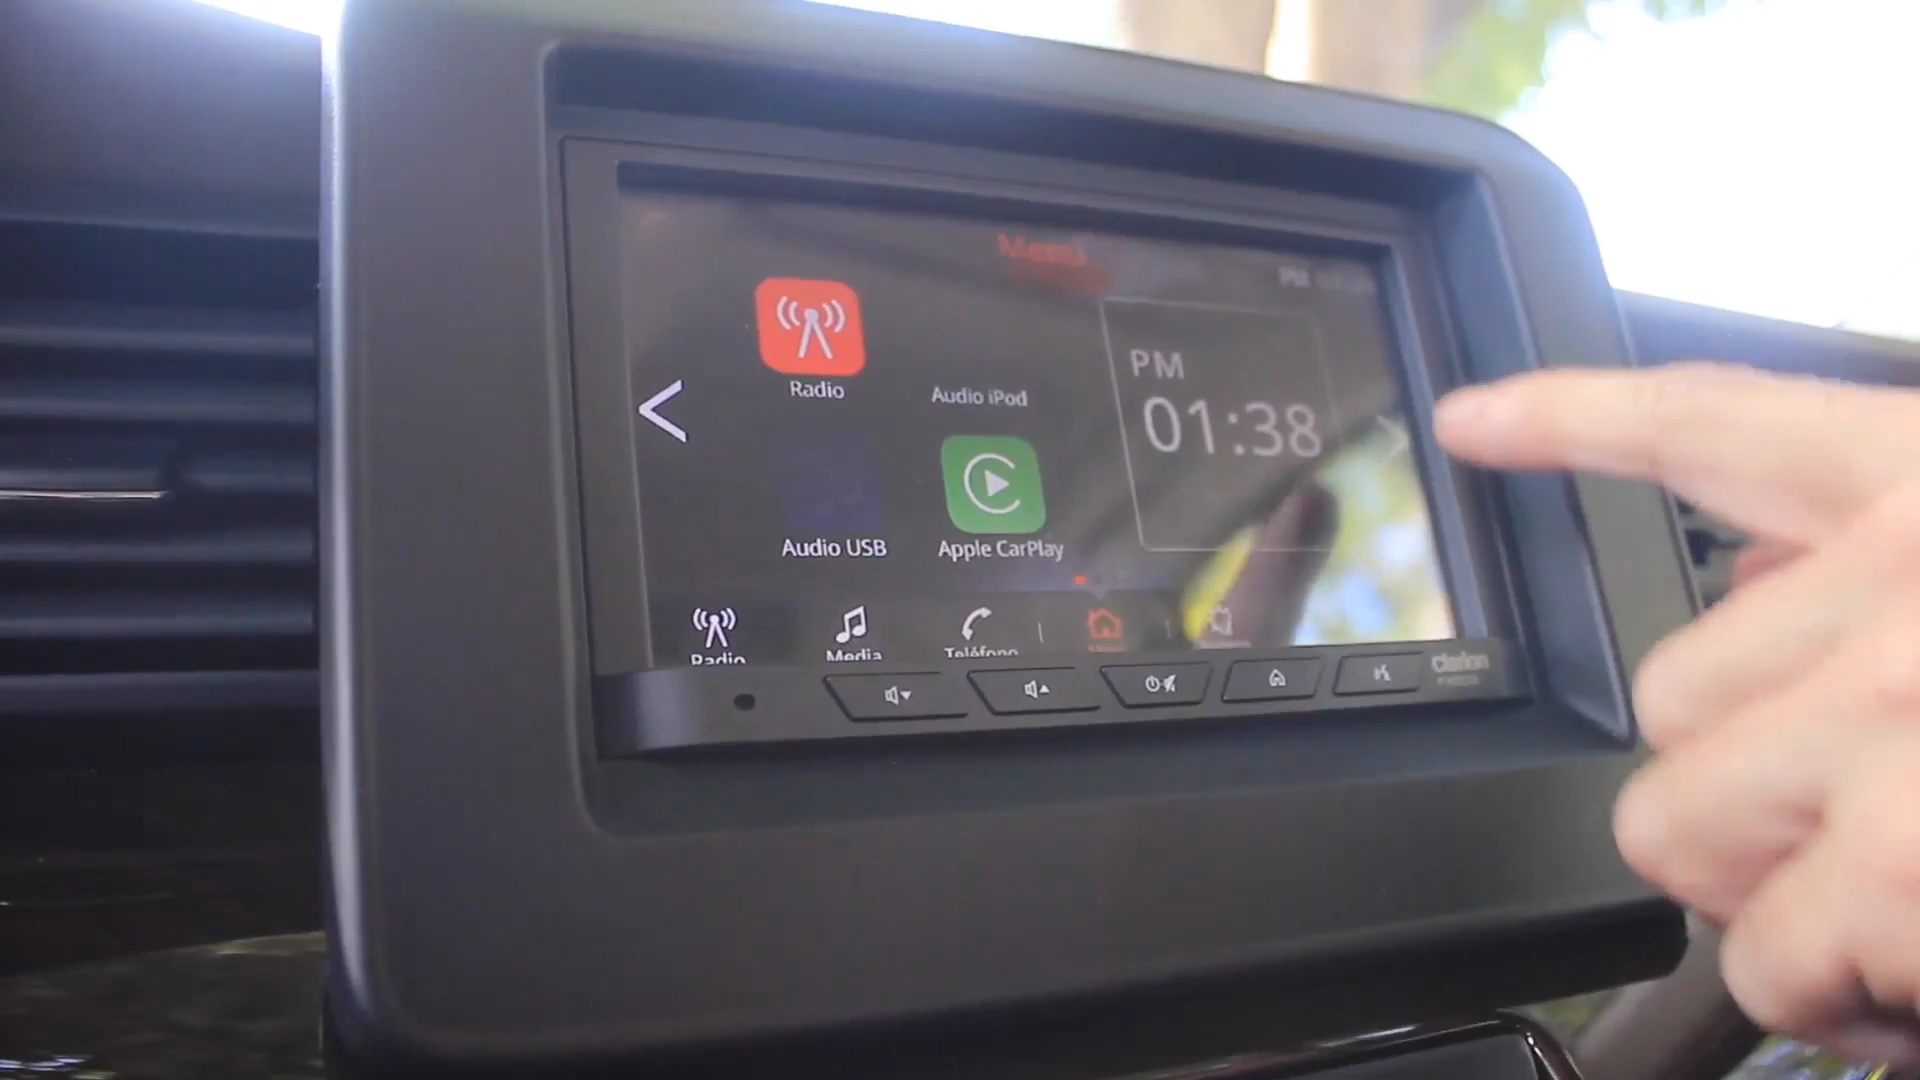 Menú
PM
Radio
Audio iPod
PM
01:38
Audio USB
Apple CarPlay
Radio
Media
Teléfono
clarion